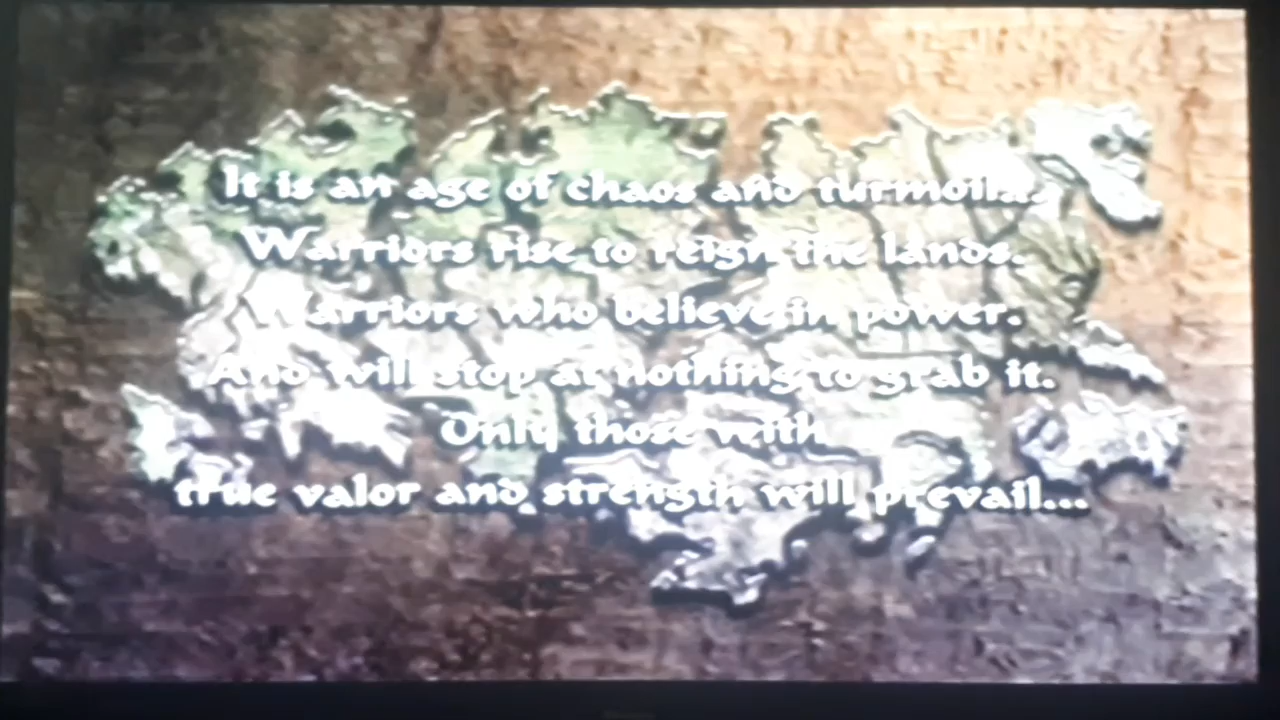 It is an age of chaos and turmoil...
Warriors rise to reign the lands.
Warriors who believe in power.
And will stop at nothing to grab it.
Only those with
true valor and strength will prevail...